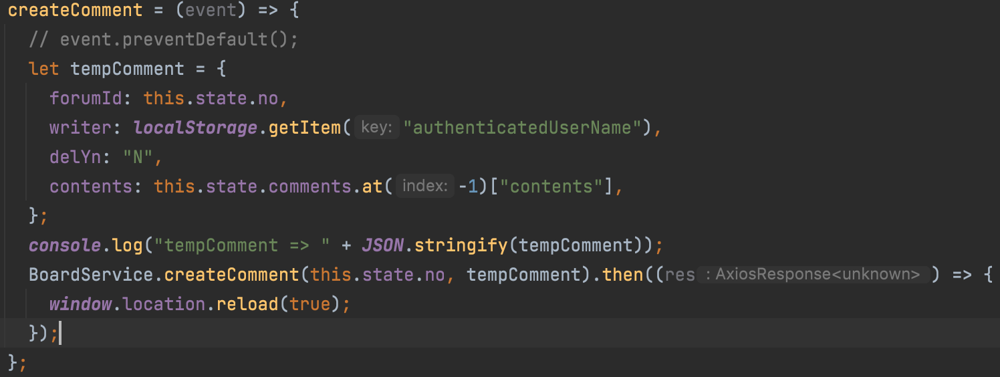 createComment = (event) => {
// event.preventDefault();
let tempComment = {
forumId: this.state.no,
writer: localStorage.getItem( key: "authenticatedUserName"),
delYn: "N",
contents: this.state.comments.at( index: -1)["contents"],
};
console.log("tempComment => " + JSON.stringify(tempComment));
BoardService.createComment(this.state.no, tempComment).then((res : AxiosResponse<unknown> ) => {
window.location.reload(true);
});
};